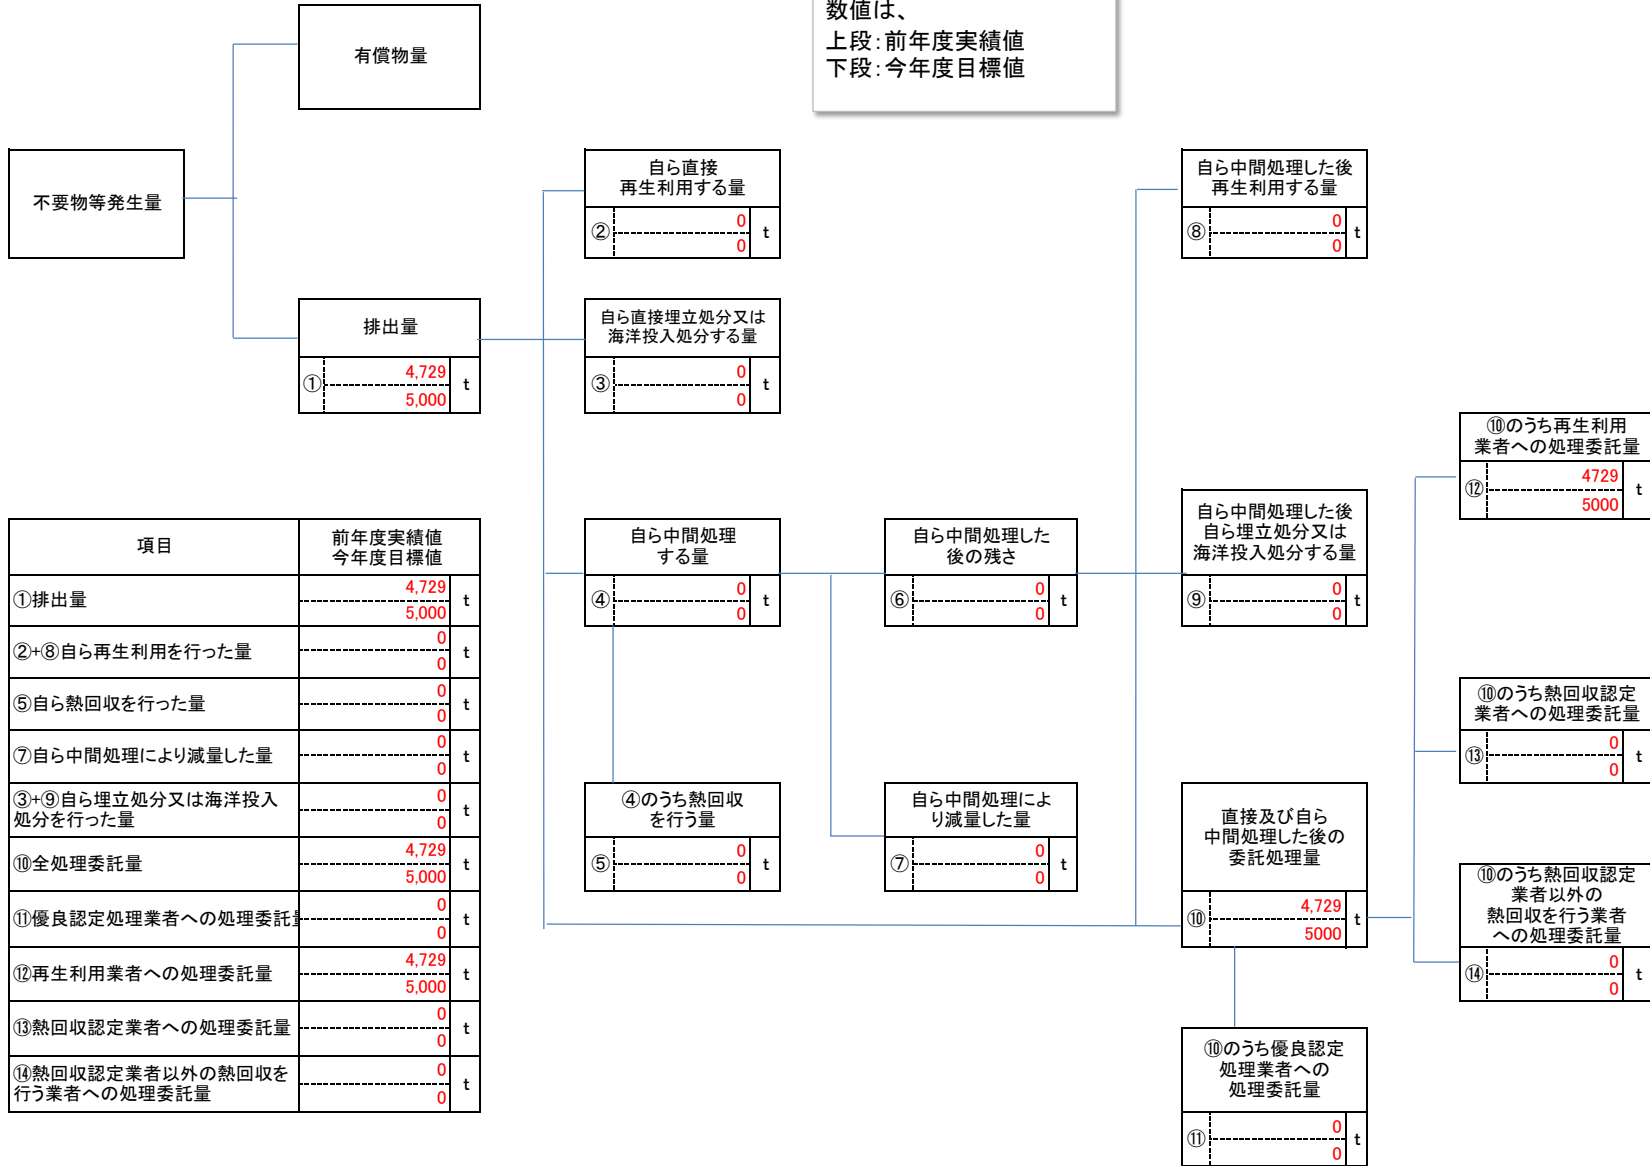 数値は、
上段：前年度実績値
下段：今年度目標値
有償物量
不要物等発生量
排出量
①
4,729
5,000
t
自ら直接
再生利用する量
②
0
0
t
自ら直接埋立処分又は
海洋投入処分する量
③
0
0
t
自ら中間処理
する量
④
0
0
t
④のうち熱回収
を行う量
⑤
0
0
t
自ら中間処理した
後の残さ
⑥
0
0
t
自ら中間処理によ
り減量した量
⑦
0
0
t
自ら中間処理した後
再生利用する量
⑧
0
0
t
自ら中間処理した後
自ら埋立処分又は
海洋投入処分する量
⑨
0
0
t
直接及び自ら
中間処理した後の
委託処理量
⑩
4,729
5000
t
⑩のうち優良認定
処理業者への
処理委託量
⑪
0
0
t
⑩のうち再生利用
業者への処理委託量
⑫
4729
5000
t
⑩のうち熱回収認定
業者への処理委託量
⑬
0
0
t
⑩のうち熱回収認定
業者以外の
熱回収を行う業者
への処理委託量
⑭
0
0
t
項目
前年度実績値
今年度目標値
①排出量
4,729
5,000
t
②+⑧自ら再生利用を行った量
0
0
t
⑤自ら熱回収を行った量
0
0
t
⑦自ら中間処理により減量した量
0
0
t
③+⑨自ら埋立処分又は海洋投入
処分を行った量
0
0
t
⑩全処理委託量
4,729
5,000
t
⑪優良認定処理業者への処理委託
0
0
t
⑫再生利用業者への処理委託量
4,729
5,000
t
⑬熱回収認定業者への処理委託量
0
0
t
⑭熱回収認定業者以外の熱回収を
行う業者への処理委託量
0
0
t